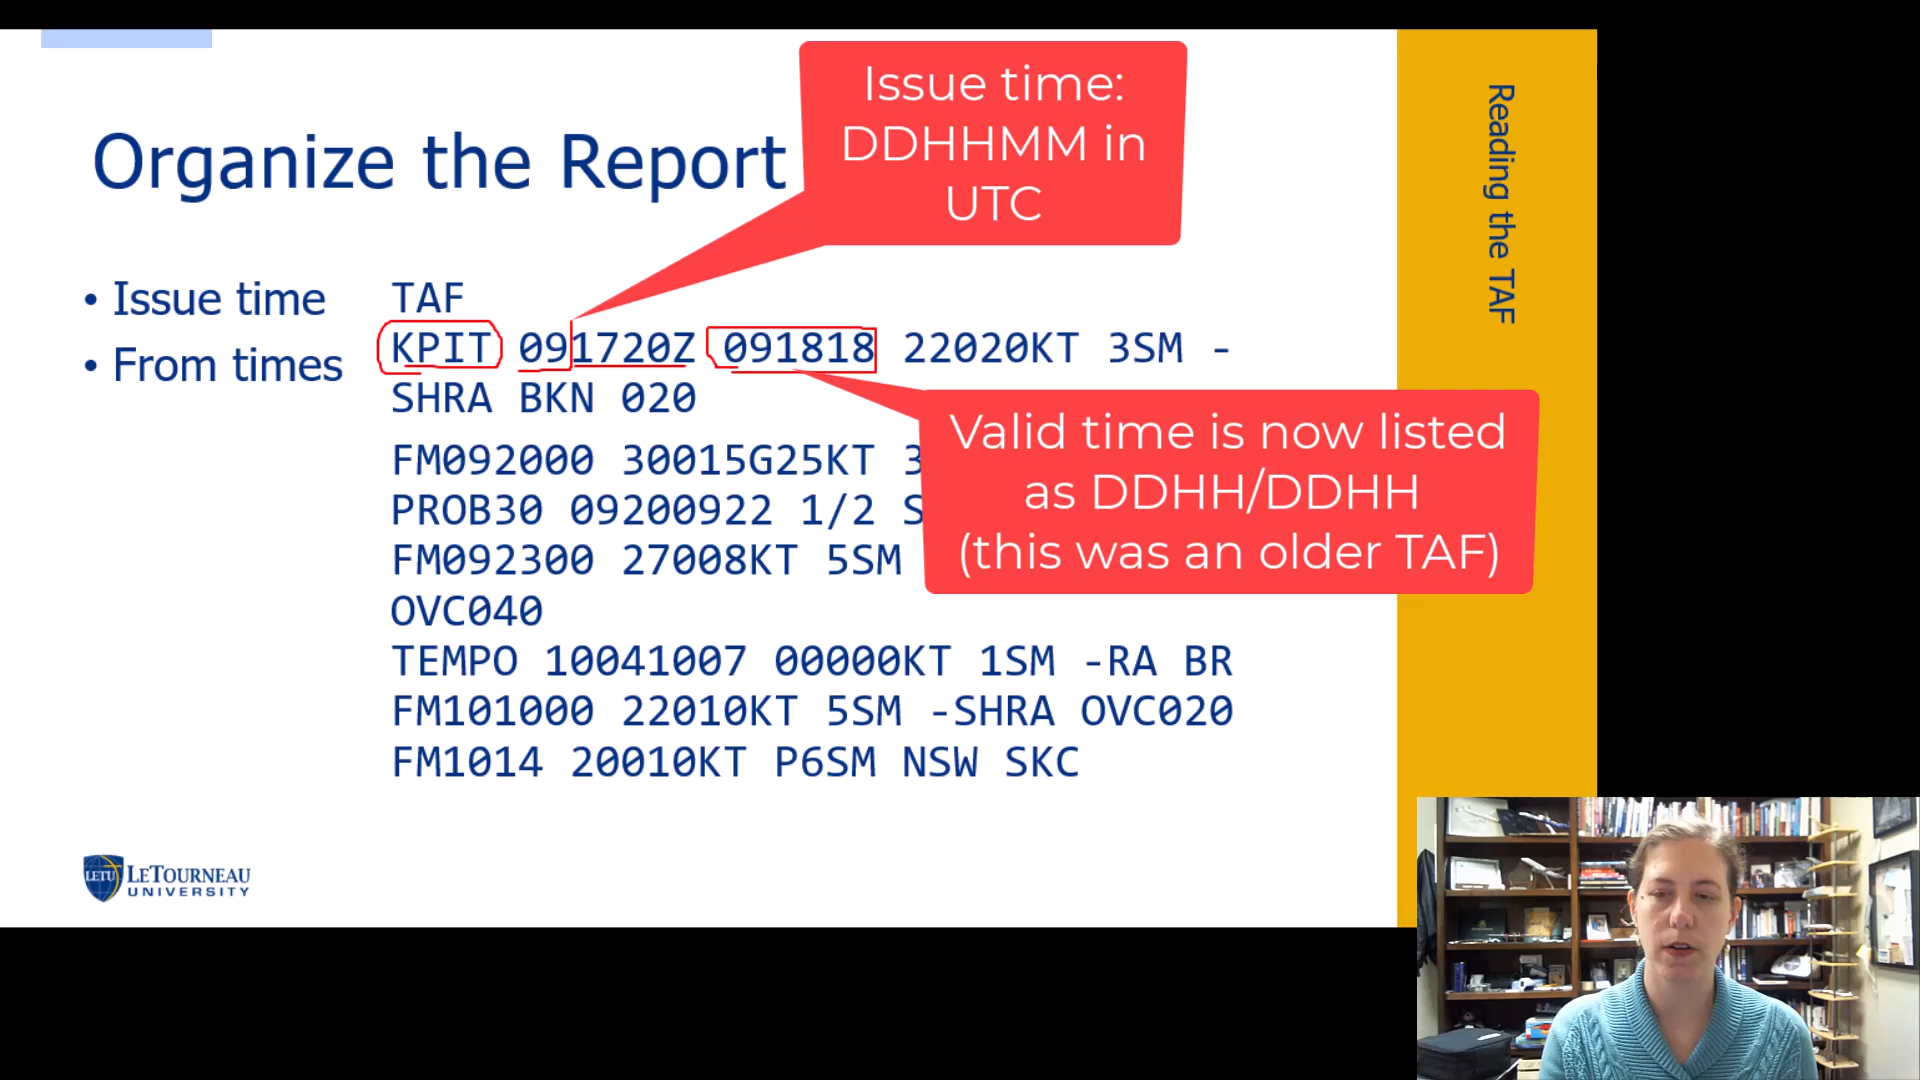 Issue time:
DDHHMM in
UTC
Organize the Report
Reading the TAF
• Issue time
• From times
TAF
KPIT 091720Z 091818 22020KT 3SM -
SHRA BKN 020
FM092000 30015G25KT 3
PROB30 09200922 1/2 S
FM092300 27008KT 5SM
OVC040
TEMPO 10041007 00000KT 1SM -RA BR
FM101000 22010KT 5SM -SHRA OVC020
FM1014 20010KT P6SM NSW SKC
Valid time is now listed
as DDHH/DDHH
(this was an older TAF)
LETU LETOURNEAU
UNIVERSITY